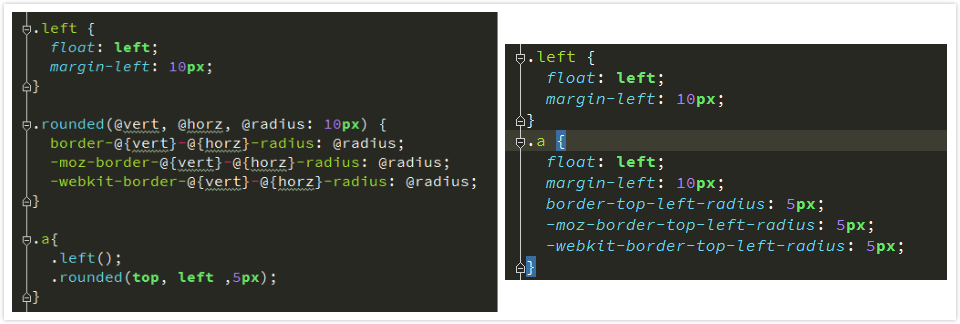 .left {
  float: left;
  margin-left: 10px;
}

.rounded(@vert, @horz, @radius: 10px) {
  border-@{vert}-@{horz}-radius: @radius;
  -moz-border-@{vert}-@{horz}-radius: @radius;
  -webkit-border-@{vert}-@{horz}-radius: @radius;
}

.a{
  .left();
  .rounded(top, left ,5px);
}

.left {
  float: left;
  margin-left: 10px;
}
.a {
  float: left;
  margin-left: 10px;
  border-top-left-radius: 5px;
  -moz-border-top-left-radius: 5px;
  -webkit-border-top-left-radius: 5px;
}